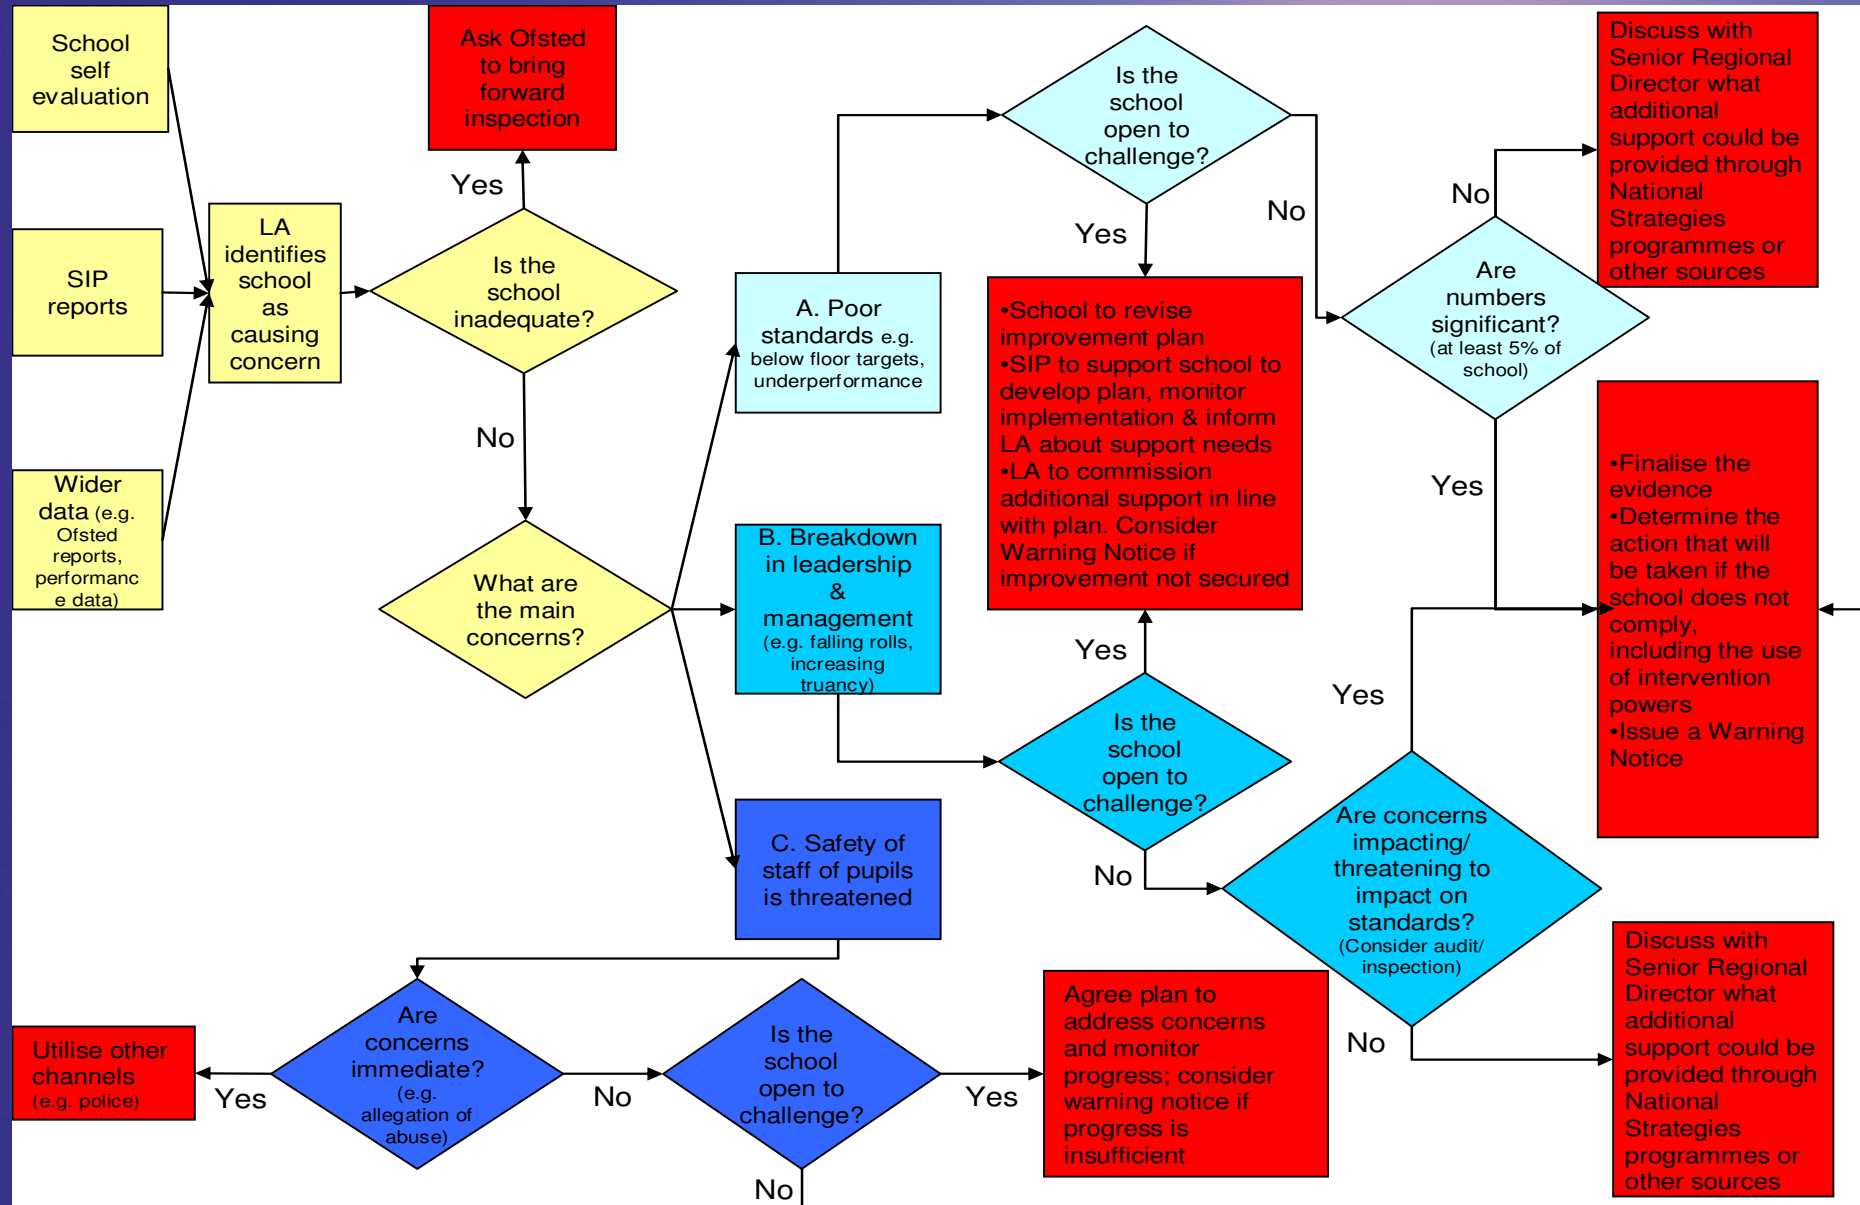 School
self
evaluation
SIP
reports
Wider
data (e.g.
Ofsted
reports,
performanc
e data)
LA
identifies
school
as
causing
concern
Ask Ofsted
to bring
forward
inspection
Yes
Is the
school
inadequate?
No
What are
the main
concerns?
A. Poor
standards e.g.
below floor targets,
underperformance
B. Breakdown
in leadership
&
management
(e.g. falling rolls,
increasing
truancy)
C. Safety of
staff of pupils
is threatened
Is the
school
open to
challenge?
Yes
No
•School to revise
improvement plan
•SIP to support school to
develop plan, monitor
implementation & inform
LA about support needs
•LA to commission
additional support in line
with plan. Consider
Warning Notice if
improvement not secured
Yes
Is the
school
open to
challenge?
No
Are
numbers
significant?
(at least 5% of
school)
No
Yes
Discuss with
Senior Regional
Director what
additional
support could be
provided through
National
Strategies
programmes or
other sources
•Finalise the
evidence
•Determine the
action that will
be taken if the
school does not
comply,
including the use
of intervention
powers
•Issue a Warning
Notice
Yes
Are concerns
impacting/
threatening to
impact on
standards?
(Consider audit/
inspection)
No
Discuss with
Senior Regional
Director what
additional
support could be
provided through
National
Strategies
programmes or
other sources
Utilise other
channels
(e.g. police)
Yes
Are
concerns
immediate?
(e.g.
allegation of
abuse)
No
Is the
school
open to
challenge?
Yes
No
Agree plan to
address concerns
and monitor
progress; consider
warning notice if
progress is
insufficient